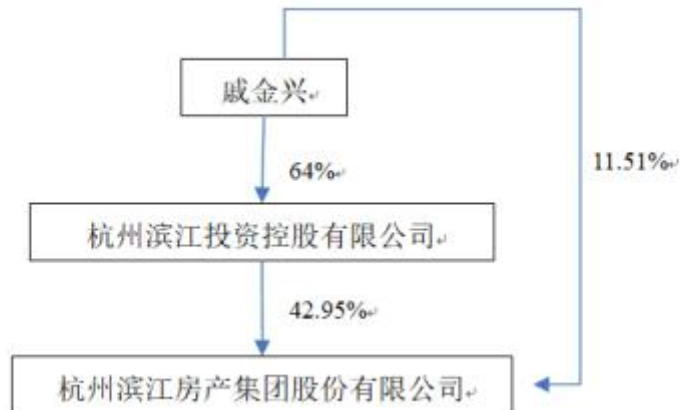 戚金兴
64%
11.51%
杭州滨江投资控股有限公司
42.95%
杭州滨江房产集团股份有限公司